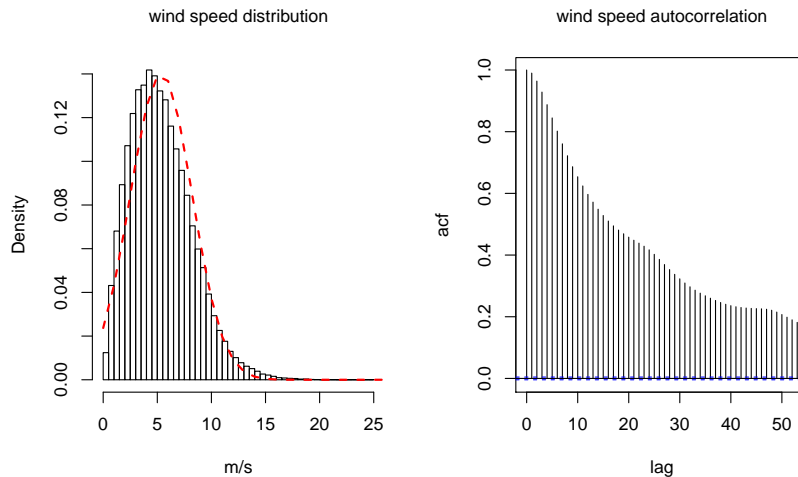 wind speed distribution
Density
0.00 0.04 0.08 0.12
0 5 10 15 20 25
m/s
wind speed autocorrelation
acf
0.0 0.2 0.4 0.6 0.8 1.0
0 10 20 30 40 50
lag